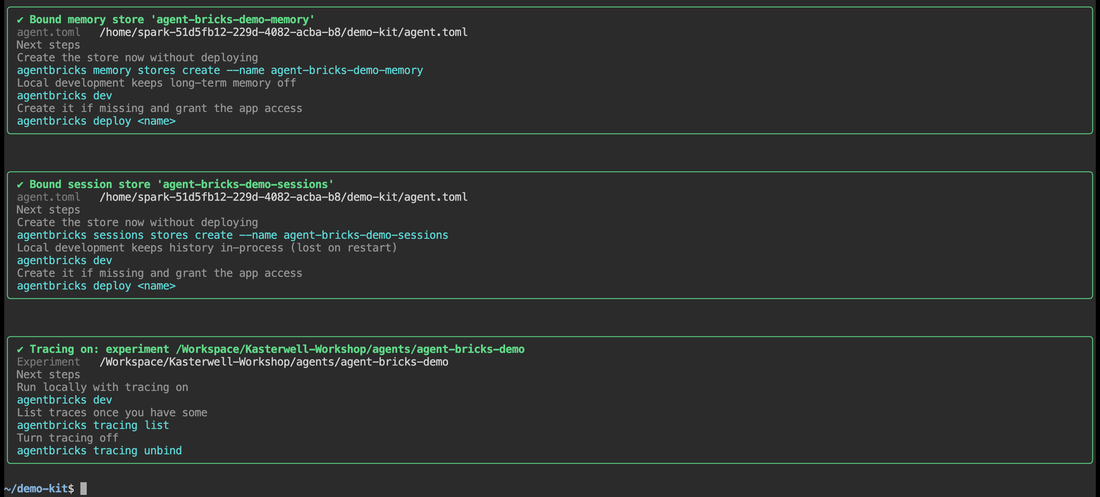 ✔ Bound memory store 'agent-bricks-demo-memory'
agent.toml   /home/spark-51d5fb12-229d-4082-acba-b8/demo-kit/agent.toml
Next steps
Create the store now without deploying
agentbricks memory stores create --name agent-bricks-demo-memory
Local development keeps long-term memory off
agentbricks dev
Create it if missing and grant the app access
agentbricks deploy <name>
✔ Bound session store 'agent-bricks-demo-sessions'
agent.toml   /home/spark-51d5fb12-229d-4082-acba-b8/demo-kit/agent.toml
Next steps
Create the store now without deploying
agentbricks sessions stores create --name agent-bricks-demo-sessions
Local development keeps history in-process (lost on restart)
agentbricks dev
Create it if missing and grant the app access
agentbricks deploy <name>
✔ Tracing on: experiment /Workspace/Kasterwell-Workshop/agents/agent-bricks-demo
Experiment   /Workspace/Kasterwell-Workshop/agents/agent-bricks-demo
Next steps
Run locally with tracing on
agentbricks dev
List traces once you have some
agentbricks tracing list
Turn tracing off
agentbricks tracing unbind
~/demo-kit$